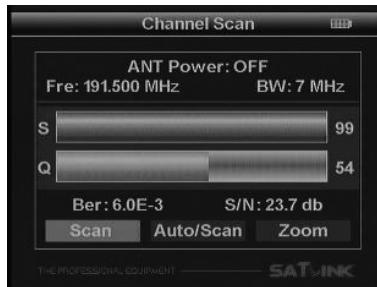 Channel Scan
ANT Power: OFF
Fre: 191.500 MHz BW: 7 MHz
S 99
Q 54
Ber: 6.0E-3 S/N: 23.7 db
Scan Auto/Scan Zoom
THE PROFESSIONAL EQUIPMENT SATLINK